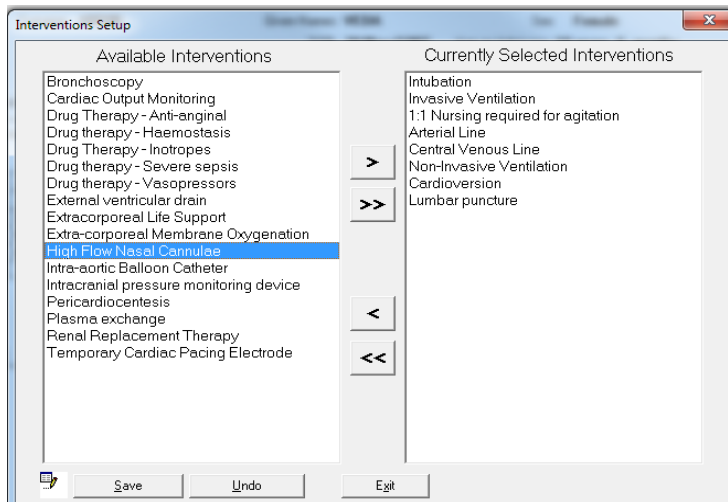 Interventions Setup
X
Available Interventions
Bronchoscopy
Cardiac Output Monitoring
Drug Therapy - Anti-anginal
Drug therapy - Haemostasis
Drug Therapy - Inotropes
Drug therapy - Severe sepsis
Drug therapy - Vasopressors
External ventricular drain
Extracorporeal Life Support
Extra-corporeal Membrane Oxygenation
High Flow Nasal Cannulae
Intra-aortic Balloon Catheter
Intracranial pressure monitoring device
Pericardiocentesis
Plasma exchange
Renal Replacement Therapy
Temporary Cardiac Pacing Electrode
>
>>
<
<<
Currently Selected Interventions
Intubation
Invasive Ventilation
1:1 Nursing required for agitation
Arterial Line
Central Venous Line
Non-Invasive Ventilation
Cardioversion
Lumbar puncture
Save
Undo
Exit